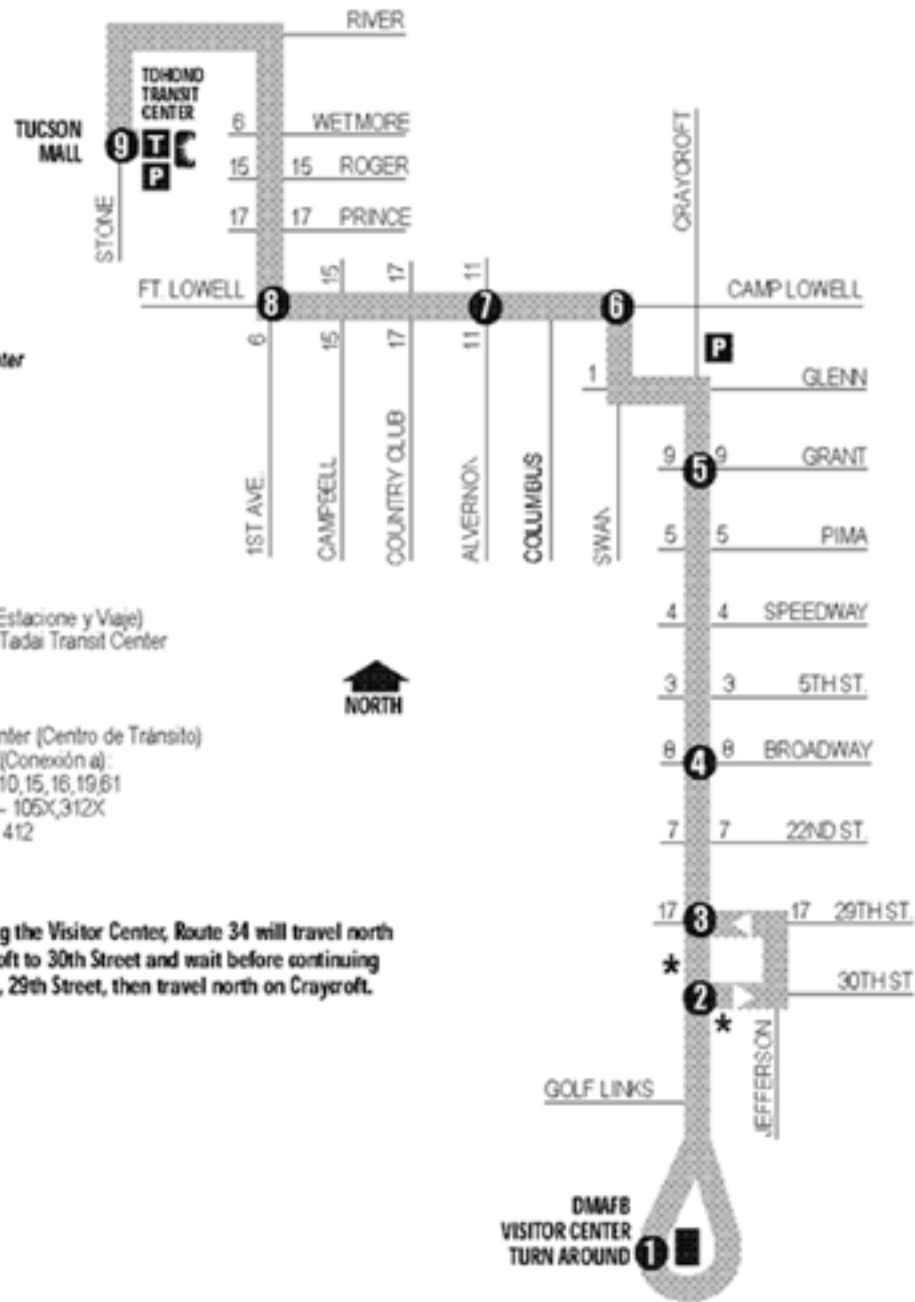 RIVER
TOHONO
TRANSIT
CENTER
TUCSON
MALL
9
T
P
6 WETMORE
15 15 ROGER
17 17 PRINCE
STONE
CRAYCROFT
FT. LOWELL
8
15
17
11
7
6
CAMP LOWELL
6
15
17
11
P
1
GLENN
1ST AVE.
CAMPBELL
COUNTRY CLUB
ALVERNON
COLUMBUS
SWAN
9 5 9 GRANT
5 5 PIMA
4 4 SPEEDWAY
3 3 5TH ST.
8 4 8 BROADWAY
7 7 22ND ST.
17 3 17 29TH ST.
*
2
*
30TH ST
JEFFERSON
GOLF LINKS
DMAFB
VISITOR CENTER
TURN AROUND
1
nter
Estacione y Viaje)
Tadai Transit Center
NORTH
nter (Centro de Tránsito)
(Conexión a):
10,15,16,19,61
- 105X,312X
412
g the Visitor Center, Route 34 will travel north
oft to 30th Street and wait before continuing
, 29th Street, then travel north on Craycroft.